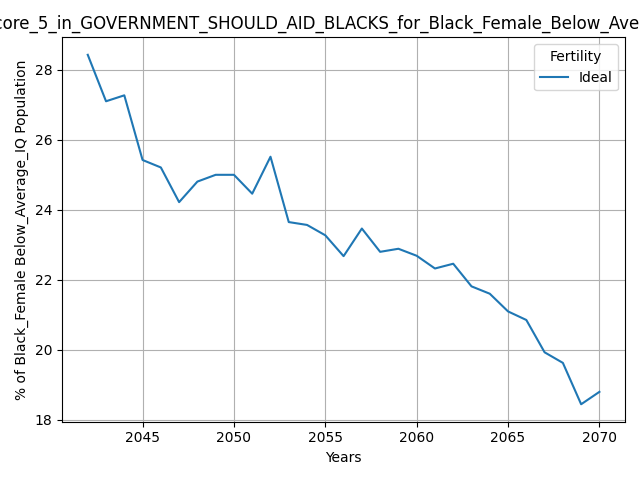 core_5_in_GOVERNMENT_SHOULD_AID_BLACKS_for_Black_Female_Below_Ave
Fertility
Ideal
% of Black_Female Below_Average_IQ Population
28
26
24
22
20
18
2045
2050
2055
2060
2065
2070
Years